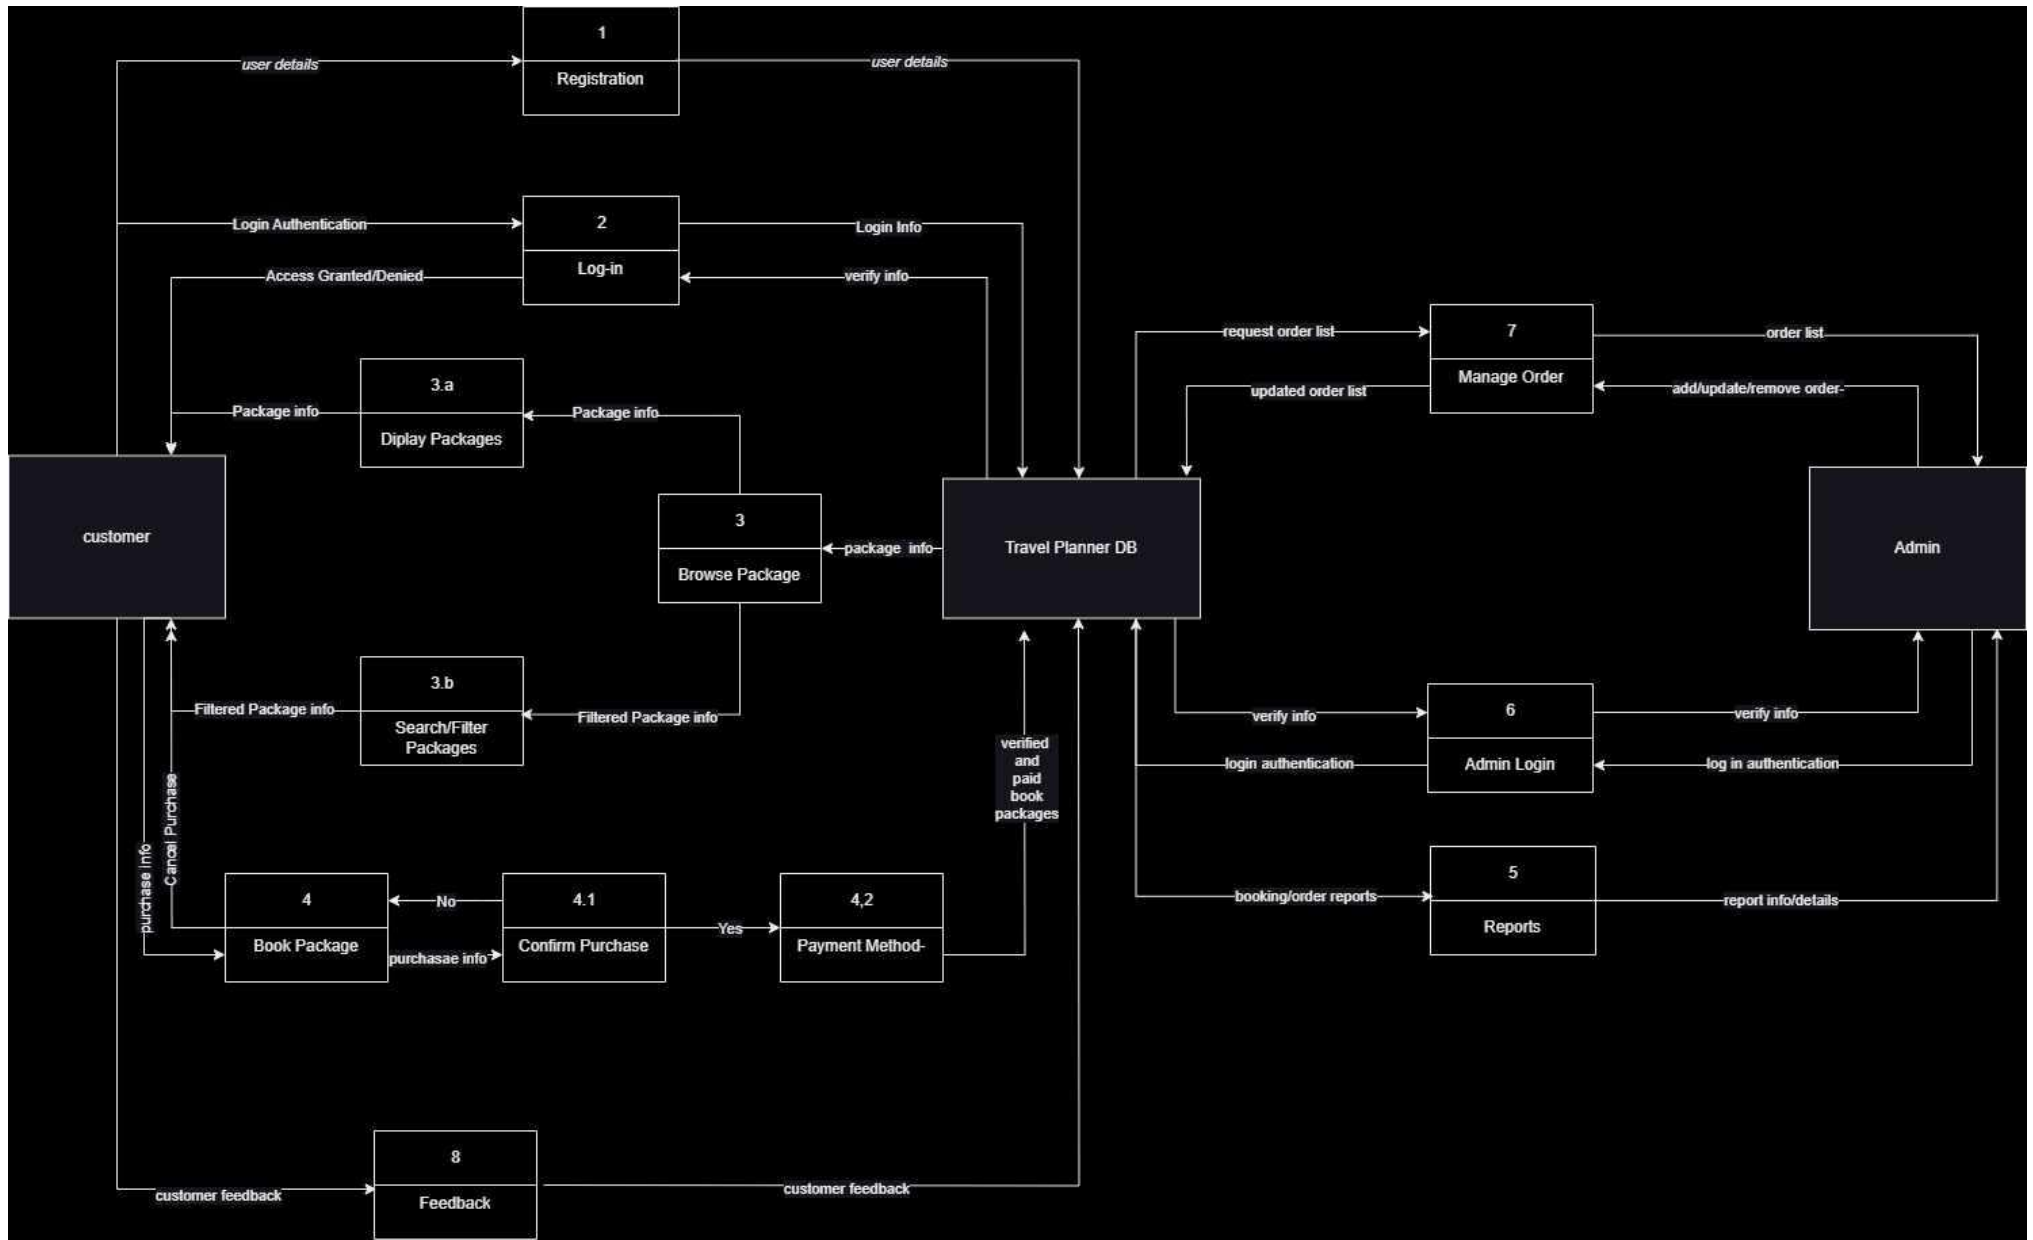 1
user details
user details
Registration
2
Login Authentication
Login Info
Log-in
Access Granted/Denied
verify info
7
request order list
order list
Manage Order
updated order list
add/update/remove order-
3.a
Package info
Package info
Diplay Packages
3
customer
package info
Travel Planner DB
Admin
Browse Package
3.b
Filtered Package info
Filtered Package info
Search/Filter
Packages
6
verify info
verify info
verified
and
paid
book
packages
login authentication
Admin Login
log in authentication
Cancel Purchase
purchase info
4
No
4.1
Yes
4,2
Book Package
purchasae info
Confirm Purchase
Payment Method-
5
booking/order reports
report info/details
Reports
8
customer feedback
customer feedback
Feedback